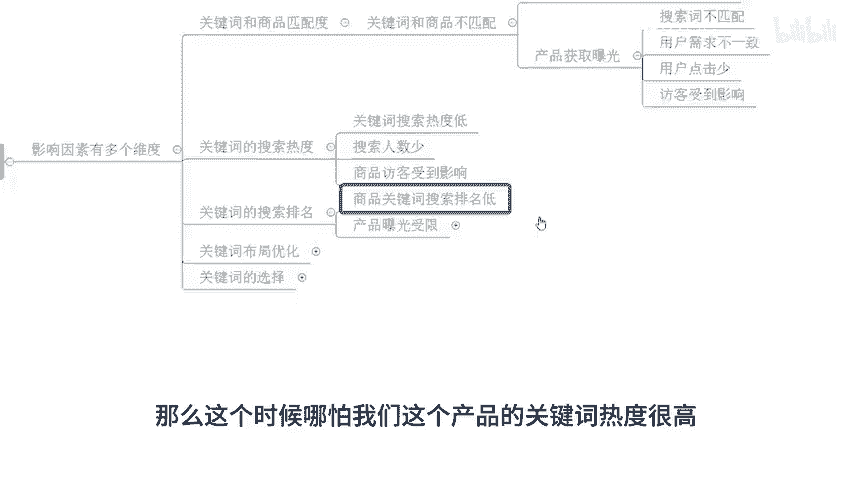 关键词和商品匹配度
关键词和商品不匹配
搜索词不匹配
bilibili
产品获取曝光
用户需求不一致
用户点击少
访客受到影响
影响因素有多个维度
关键词的搜索热度
关键词搜索热度低
搜索人数少
商品访客受到影响
关键词的搜索排名
商品关键词搜索排名低
产品曝光受限
关键词布局优化
关键词的选择
那么这个时候哪怕我们这个产品的关键词热度很高